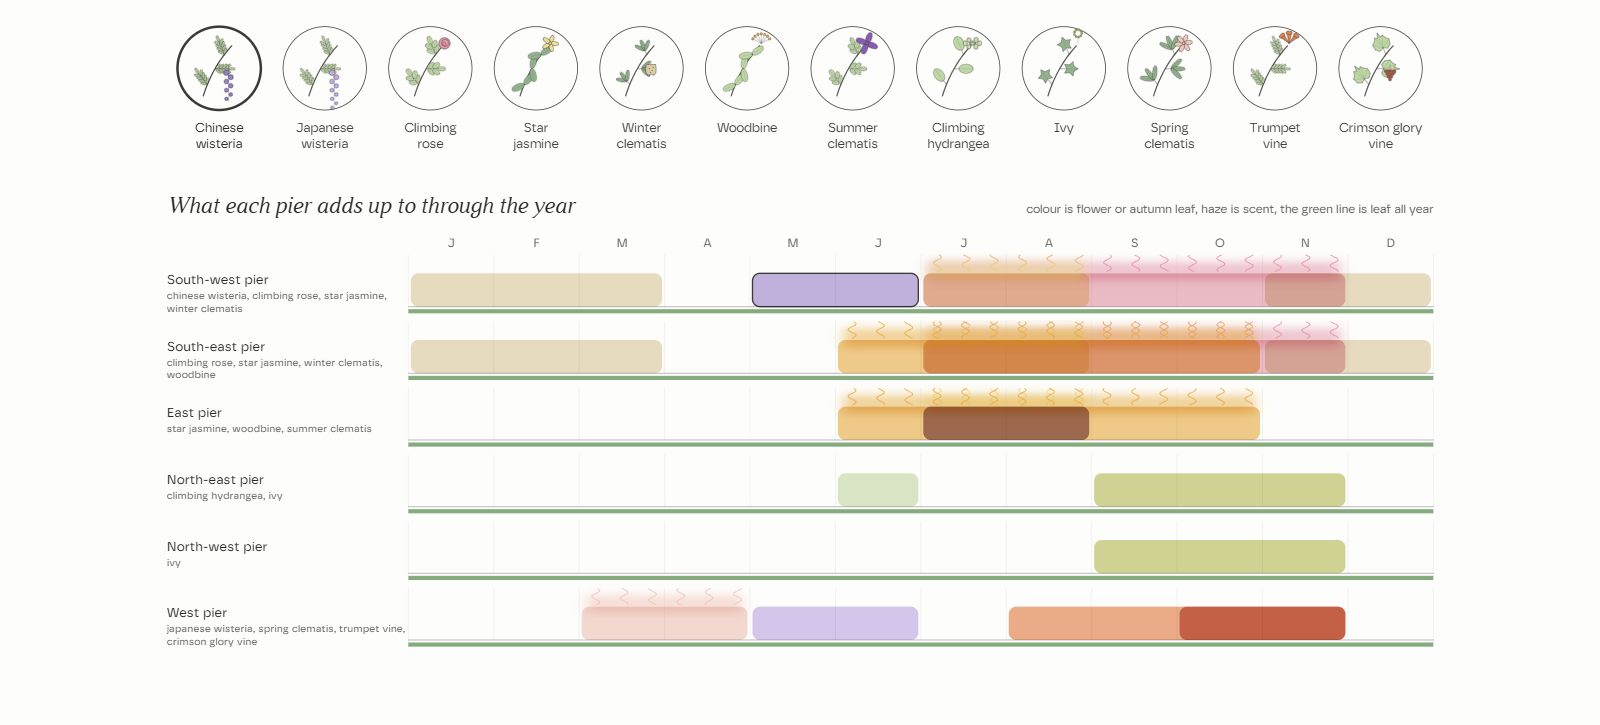 Chinese wisteria
Japanese wisteria
Climbing rose
Star jasmine
Winter clematis
Woodbine
Summer clematis
Climbing hydrangea
Ivy
Spring clematis
Trumpet vine
Crimson glory vine
What each pier adds up to through the year
colour is flower or autumn leaf, haze is scent, the green line is leaf all year
J F M A M J J A S O N D
South-west pier
chinese wisteria, climbing rose, star jasmine,
winter clematis
South-east pier
climbing rose, star jasmine, winter clematis,
woodbine
East pier
star jasmine, woodbine, summer clematis
North-east pier
climbing hydrangea, ivy
North-west pier
ivy
West pier
japanese wisteria, spring clematis, trumpet vine,
crimson glory vine